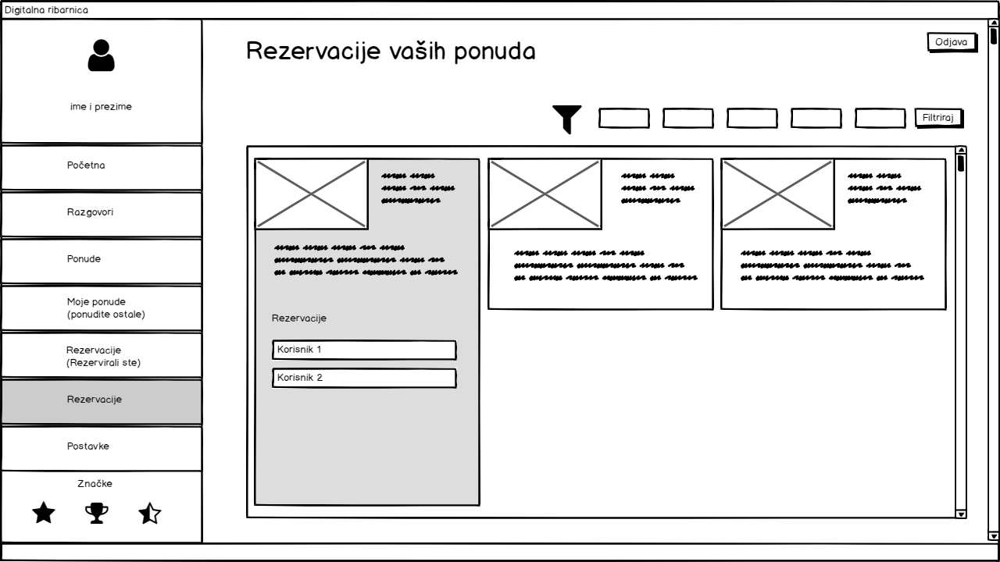 Digitalna ribarnica
ime i prezime
Početna
Razgovori
Ponude
Moje ponude
(ponudite ostale)
Rezervacije
(Rezervirali ste)
Rezervacije
Postavke
Značke
Rezervacije vaših ponuda
Odjava
Filtriraj
Rezervacije
Korisnik 1
Korisnik 2